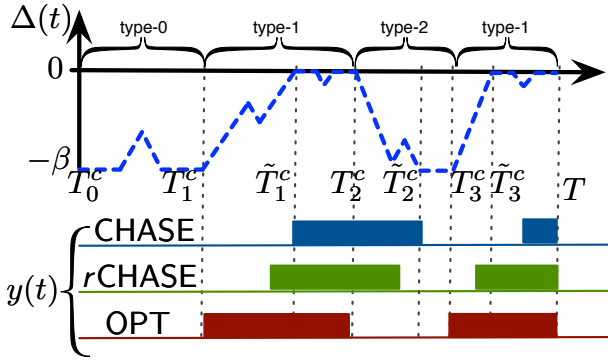 Δ(t)
type-0 type-1 type-2 type-1
0
−β
T₀ᶜ T₁ᶜ T̃₁ᶜ T₂ᶜ T̃₂ᶜ T₃ᶜ T̃₃ᶜ T
CHASE
rCHASE
y(t)
OPT